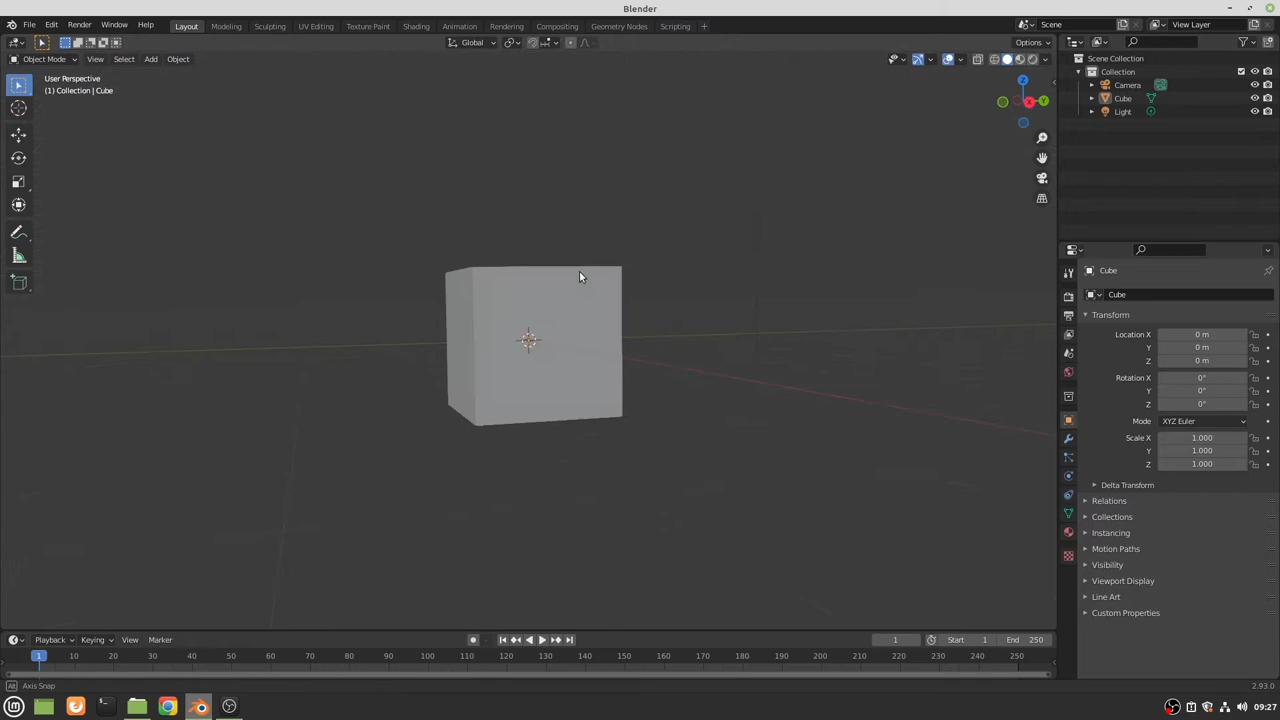 Blender
File Edit Render Window Help Layout Modeling Sculpting UV Editing Texture Paint Shading Animation Rendering Compositing Geometry Nodes Scripting + Scene View Layer
Global Options
Object Mode View Select Add Object
User Perspective
(1) Collection | Cube
Z
X
Y
Scene Collection
Collection
Camera
Cube
Light
Cube
Cube
Transform
Location X 0 m
Y 0 m
Z 0 m
Rotation X 0°
Y 0°
Z 0°
Mode XYZ Euler
Scale X 1.000
Y 1.000
Z 1.000
Delta Transform
Relations
Collections
Instancing
Motion Paths
Visibility
Viewport Display
Line Art
Custom Properties
Playback Keying View Marker 1 Start 1 End 250
1 10 20 30 40 50 60 70 80 90 100 110 120 130 140 150 160 170 180 190 200 210 220 230 240 250
Alt Axis Snap 2.93.0
09:27